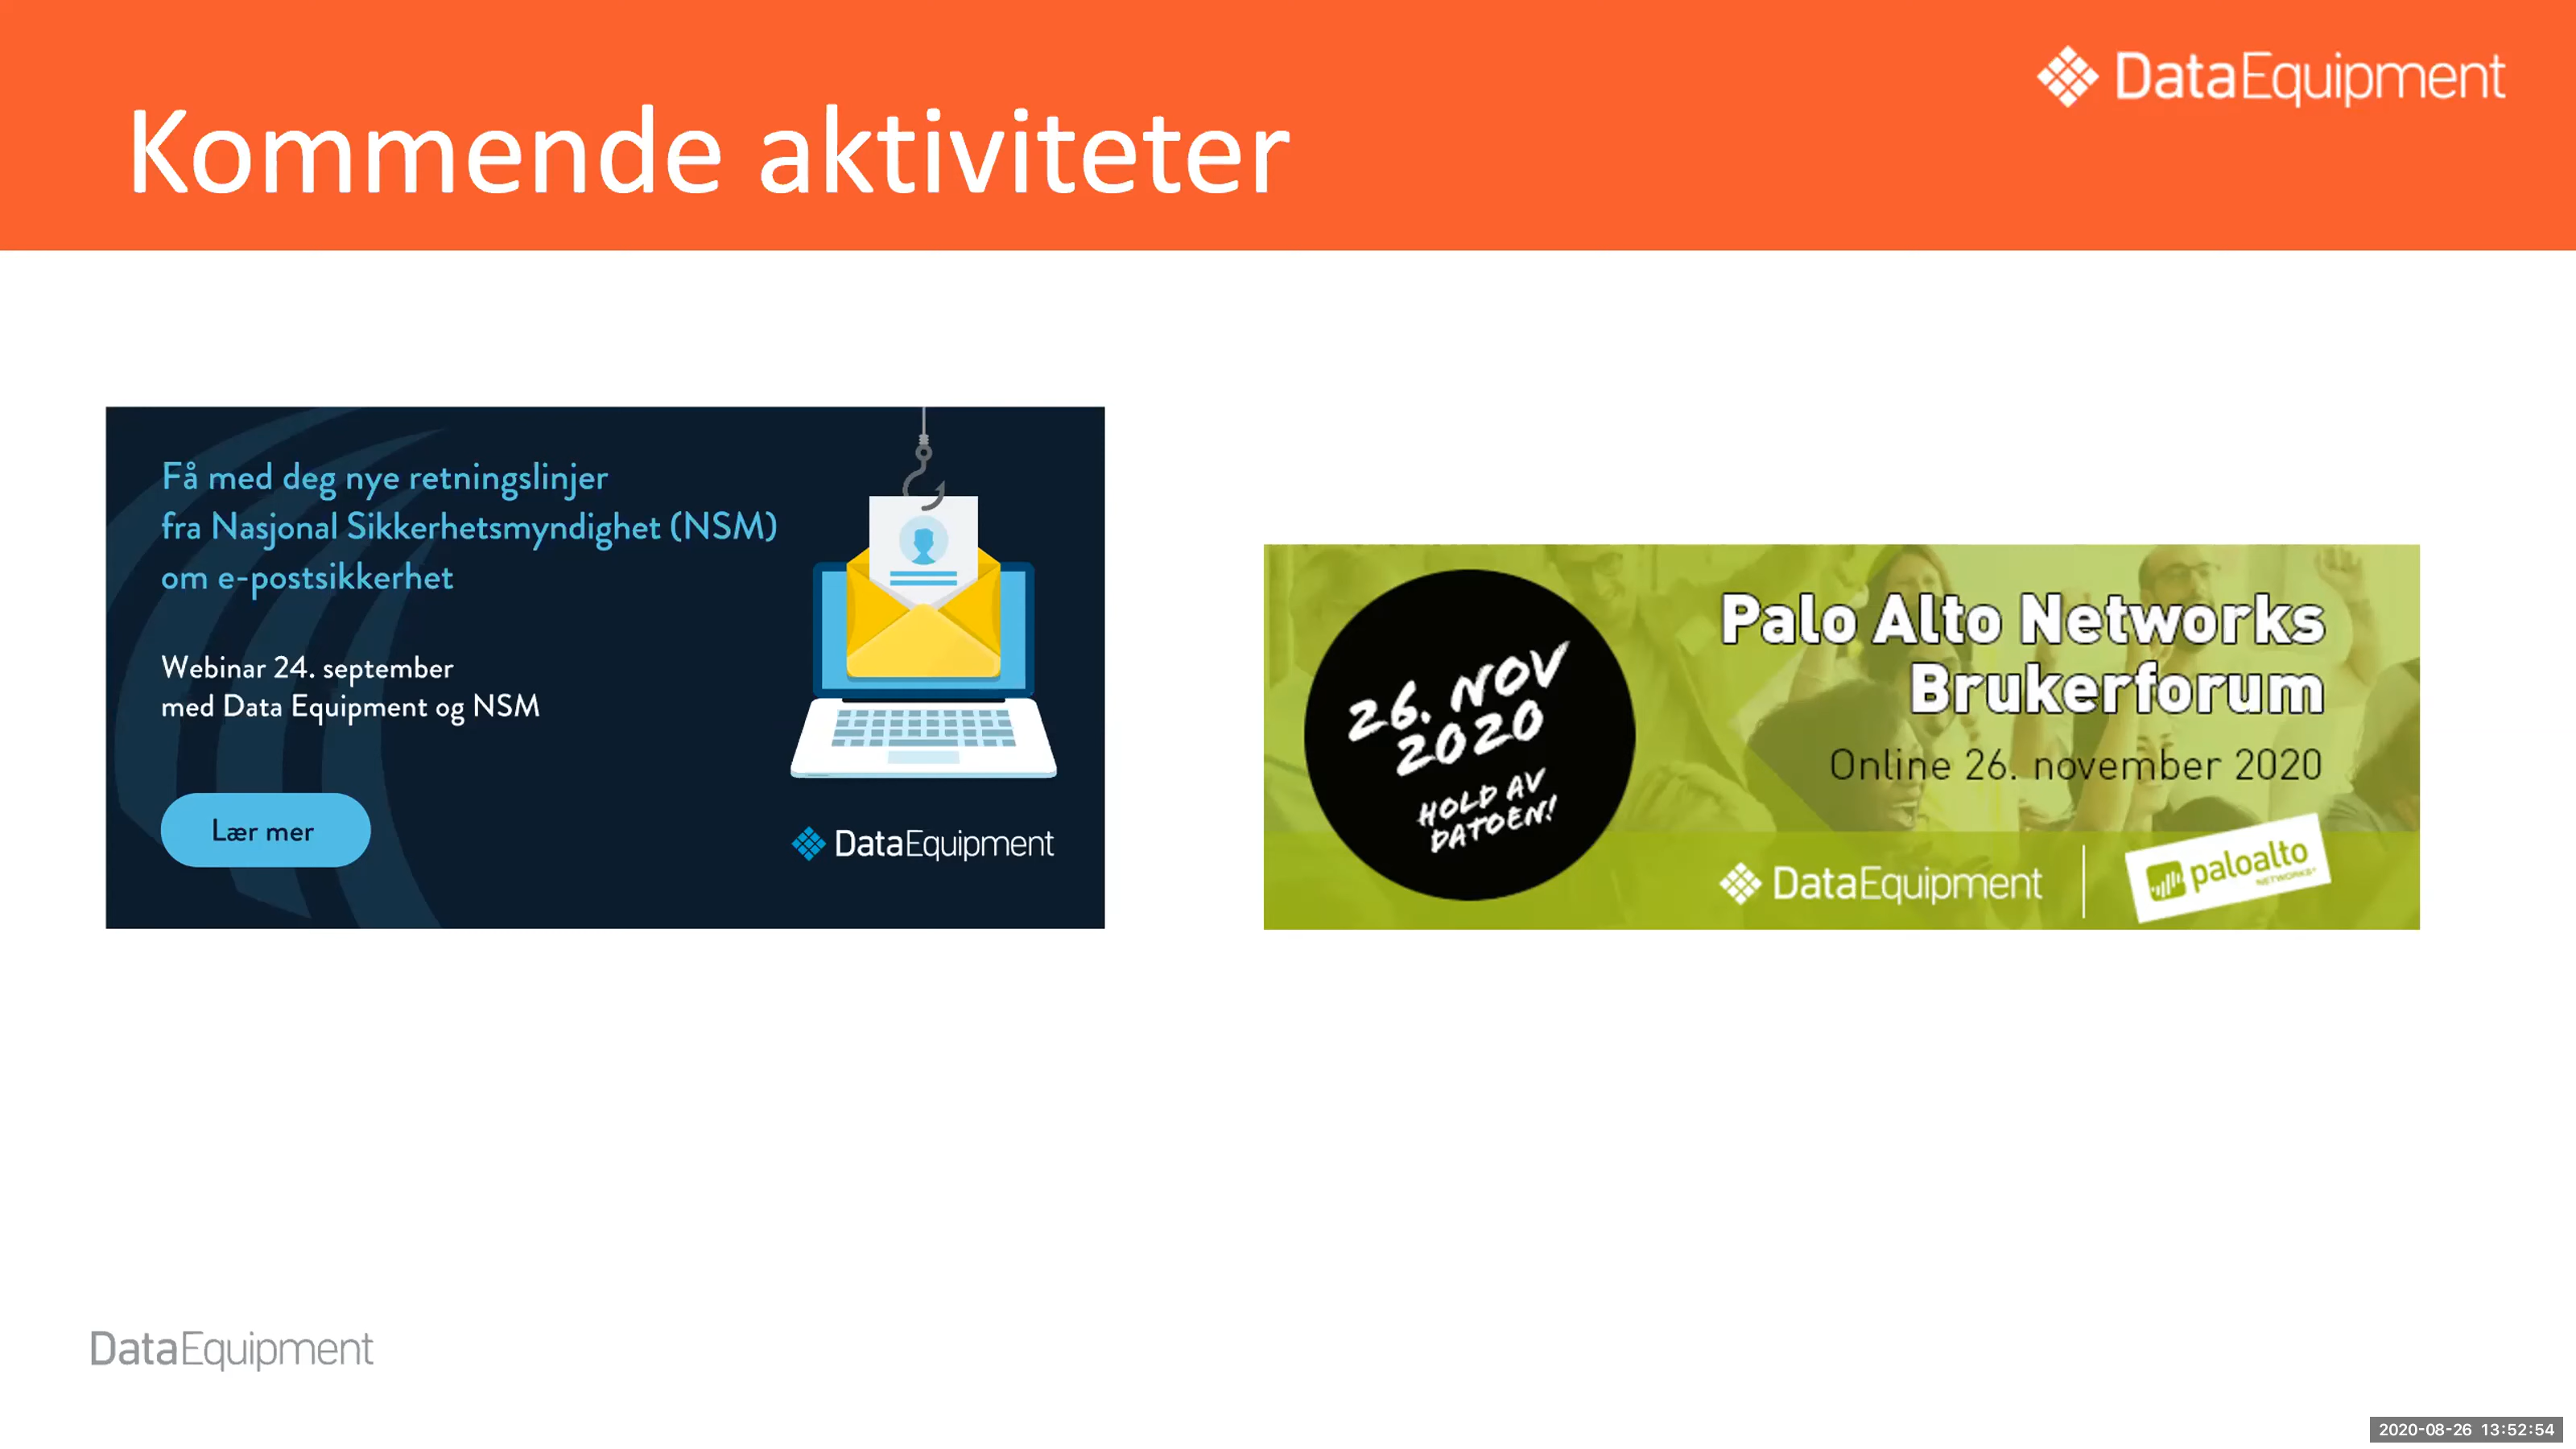 DataEquipment
Kommende aktiviteter
Få med deg nye retningslinjer
fra Nasjonal Sikkerhetsmyndighet (NSM)
om e-postsikkerhet
Webinar 24. september
med Data Equipment og NSM
Lær mer
DataEquipment
26. NOV
2020
HOLD AV
DATOEN!
Palo Alto Networks
Brukerforum
Online 26. november 2020
DataEquipment
paloalto
NETWORKS
DataEquipment
2020-08-26 13:52:54